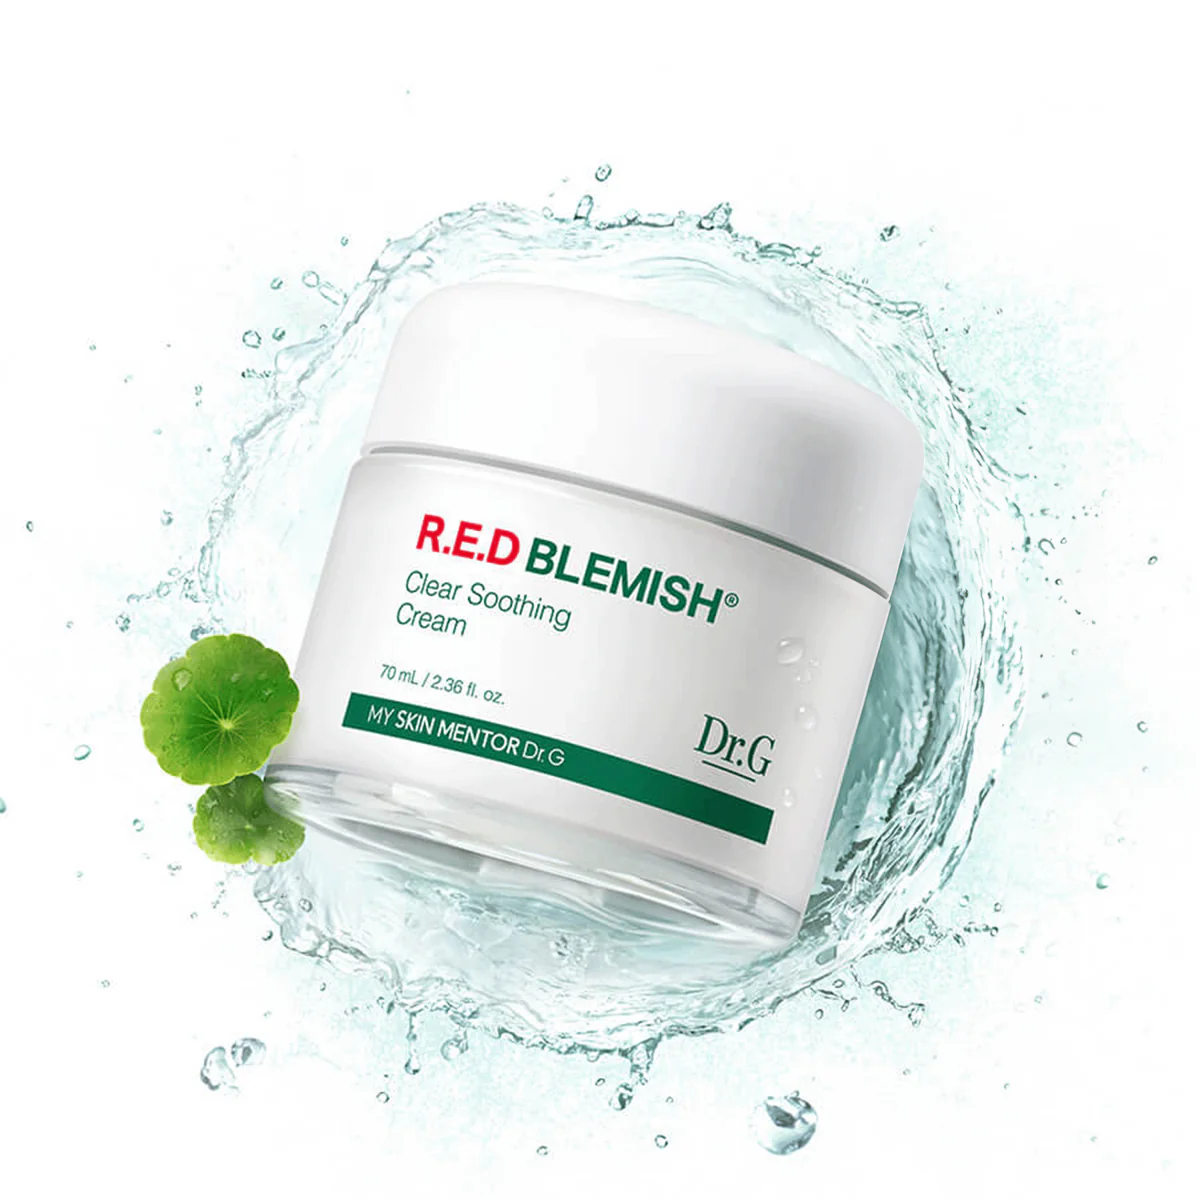 R.E.D BLEMISH®
Clear Soothing
Cream
70 mL / 2.36 fl. oz.
MY SKIN MENTOR Dr.G
Dr.G